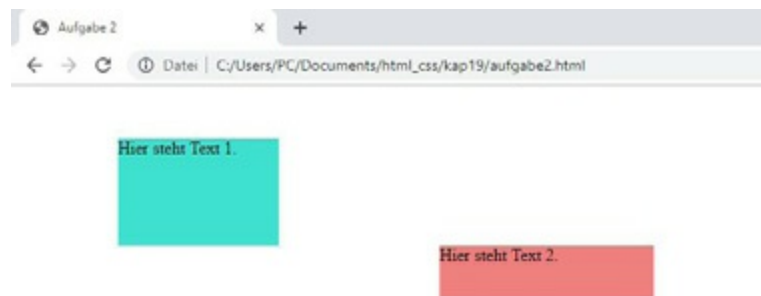 Aufgabe 2
Datei | C:/Users/PC/Documents/html_css/kap19/aufgabe2.html
Hier steht Text 1.
Hier steht Text 2.